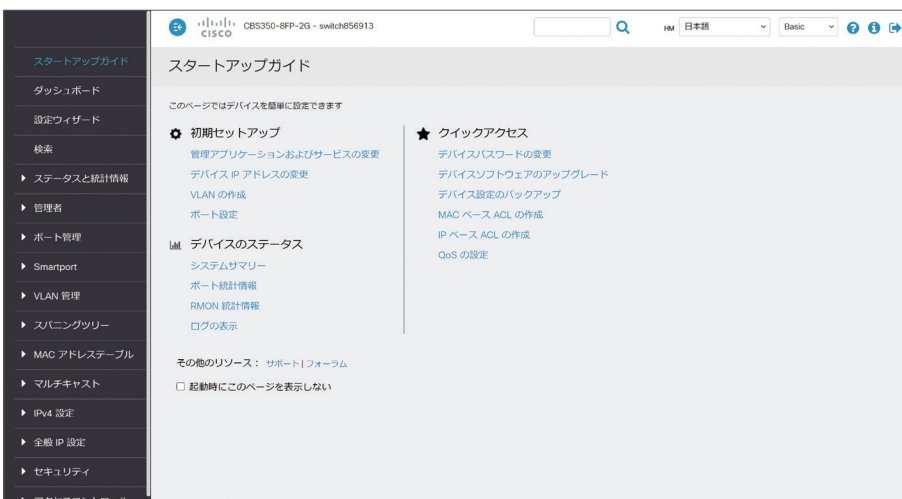 CISCO
CBS350-8FP-2G - switch856913
HM
日本語
Basic
スタートアップガイド
ダッシュボード
設定ウィザード
検索
ステータスと統計情報
管理者
ポート管理
Smartport
VLAN 管理
スパニングツリー
MAC アドレステーブル
マルチキャスト
IPv4 設定
全般 IP 設定
セキュリティ
スタートアップガイド
このページではデバイスを簡単に設定できます
初期セットアップ
管理アプリケーションおよびサービスの変更
デバイス IP アドレスの変更
VLAN の作成
ポート設定
デバイスのステータス
システムサマリー
ポート統計情報
RMON 統計情報
ログの表示
クイックアクセス
デバイスパスワードの変更
デバイスソフトウェアのアップグレード
デバイス設定のバックアップ
MAC ベース ACL の作成
IP ベース ACL の作成
QoS の設定
その他のリソース： サポート | フォーラム
起動時にこのページを表示しない